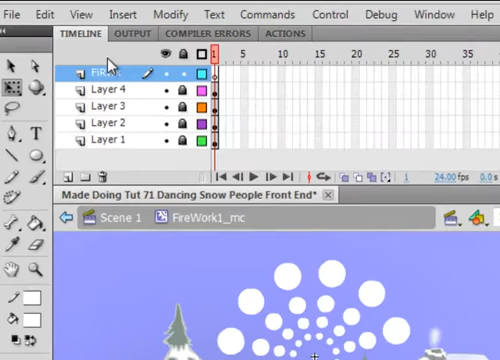 File Edit View Insert Modify Text Commands Control Debug Window Help
TIMELINE OUTPUT COMPILER ERRORS ACTIONS
1 5 10 15 20 25 30 35
Layer 4
Layer 3
Layer 2
Layer 1
1 24.00 fps 0.0 s
Made Doing Tut 71 Dancing Snow People Front End*
Scene 1 FireWork1_mc
T